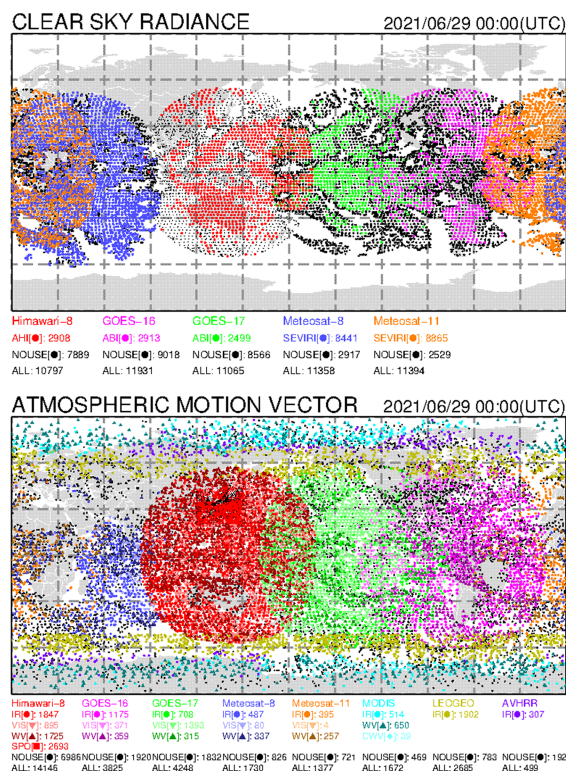 CLEAR SKY RADIANCE 2021/06/29 00:00(UTC)
Himawari-8 GOES-16 GOES-17 Meteosat-8 Meteosat-11
AHI[●]: 2908 ABI[●]: 2913 ABI[●]: 2499 SEVIRI[●]: 8441 SEVIRI[●]: 8865
NOUSE[●]: 7889 NOUSE[●]: 9018 NOUSE[●]: 8566 NOUSE[●]: 2917 NOUSE[●]: 2529
ALL: 10797 ALL: 11931 ALL: 11065 ALL: 11358 ALL: 11394
ATMOSPHERIC MOTION VECTOR 2021/06/29 00:00(UTC)
Himawari-8 GOES-16 GOES-17 Meteosat-8 Meteosat-11 MODIS LEOGEO AVHRR
IR[●]: 1847 IR[●]: 1175 IR[●]: 708 IR[●]: 487 IR[●]: 395 IR[●]: 514 IR[●]: 1902 IR[●]: 307
VIS[▼]: 895 VIS[▼]: 371 VIS[▼]: 1393 VIS[▼]: 80 VIS[▼]: 4 WV[▲]: 650
WV[▲]: 1725 WV[▲]: 359 WV[▲]: 315 WV[▲]: 337 WV[▲]: 257 CWV[●]: 39
SPO[■]: 2693
NOUSE[●]: 6986 NOUSE[●]: 1920 NOUSE[●]: 1832 NOUSE[●]: 826 NOUSE[●]: 721 NOUSE[●]: 469 NOUSE[●]: 783 NOUSE[●]: 192
ALL: 14146 ALL: 3825 ALL: 4248 ALL: 1730 ALL: 1377 ALL: 1672 ALL: 2685 ALL: 499